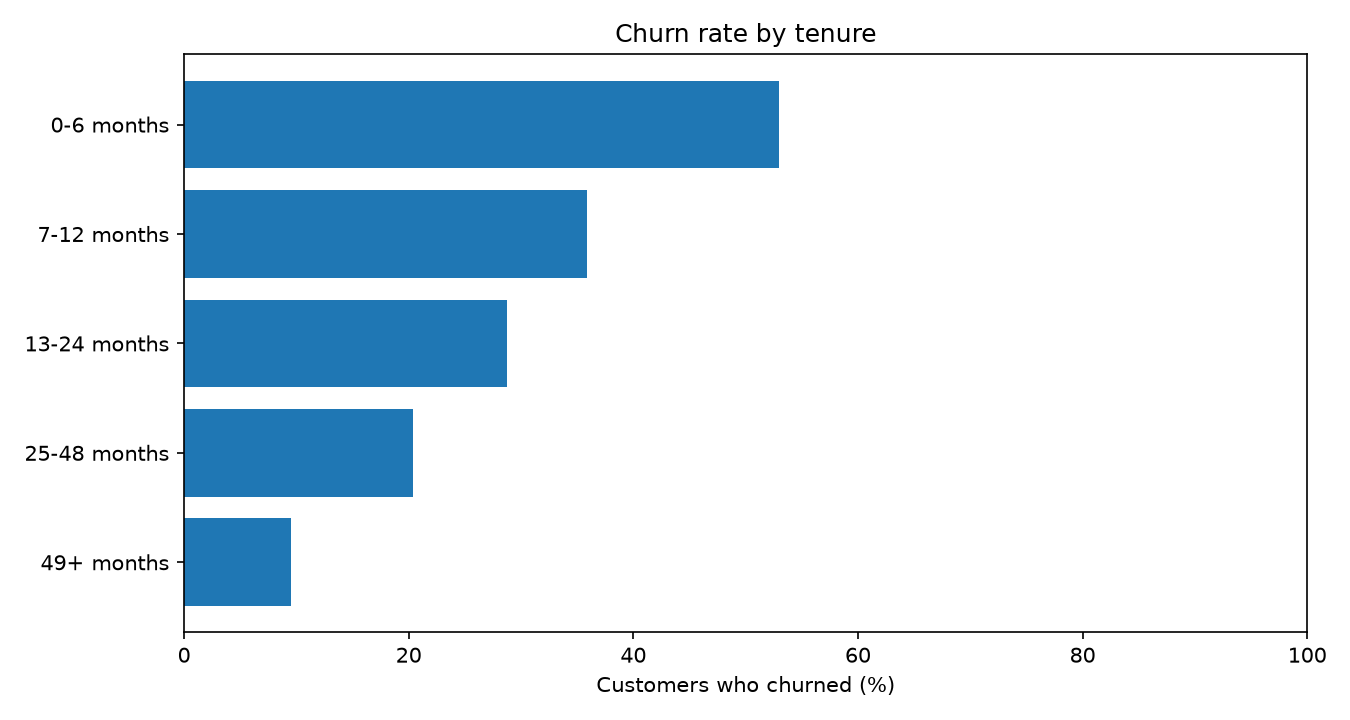 Churn rate by tenure
0-6 months
7-12 months
13-24 months
25-48 months
49+ months
0 20 40 60 80 100
Customers who churned (%)